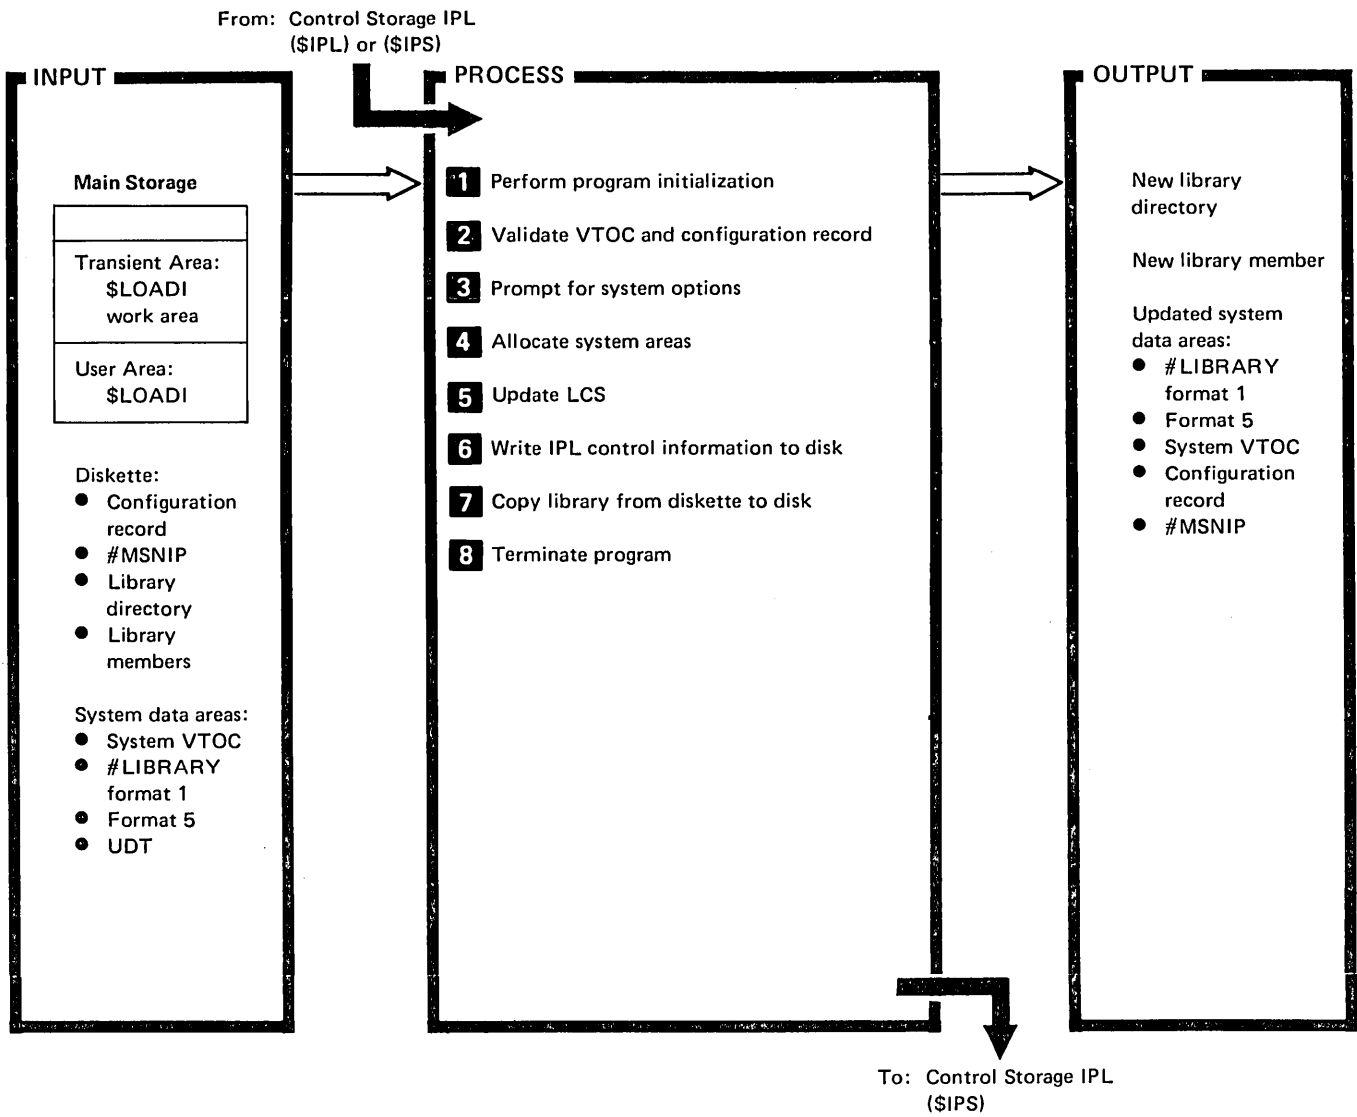 From: Control Storage IPL
($IPL) or ($IPS)
INPUT
Main Storage
Transient Area:
$LOADI
work area
User Area:
$LOADI
Diskette:
● Configuration
record
● #MSNIP
● Library
directory
● Library
members
System data areas:
● System VTOC
● #LIBRARY
format 1
● Format 5
● UDT
PROCESS
1 Perform program initialization
2 Validate VTOC and configuration record
3 Prompt for system options
4 Allocate system areas
5 Update LCS
6 Write IPL control information to disk
7 Copy library from diskette to disk
8 Terminate program
OUTPUT
New library
directory
New library member
Updated system
data areas:
● #LIBRARY
format 1
● Format 5
● System VTOC
● Configuration
record
● #MSNIP
To: Control Storage IPL
($IPS)